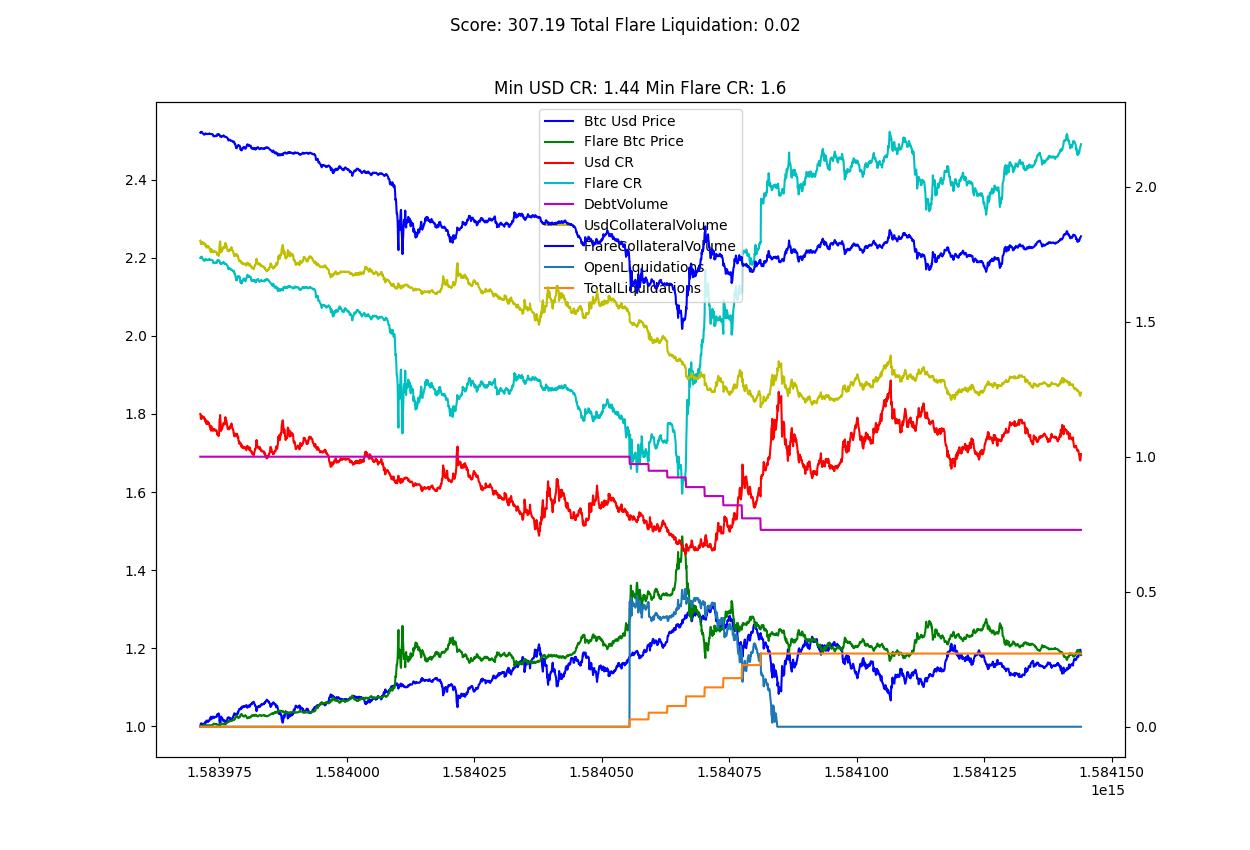 Score: 307.19 Total Flare Liquidation: 0.02
Min USD CR: 1.44 Min Flare CR: 1.6
Btc Usd Price
Flare Btc Price
Usd CR
Flare CR
DebtVolume
UsdCollateralVolume
FlareCollateralVolume
OpenLiquidations
TotalLiquidations
2.4
2.2
2.0
1.8
1.6
1.4
1.2
1.0
2.0
1.5
1.0
0.5
0.0
1.583975 1.584000 1.584025 1.584050 1.584075 1.584100 1.584125 1.584150
1e15